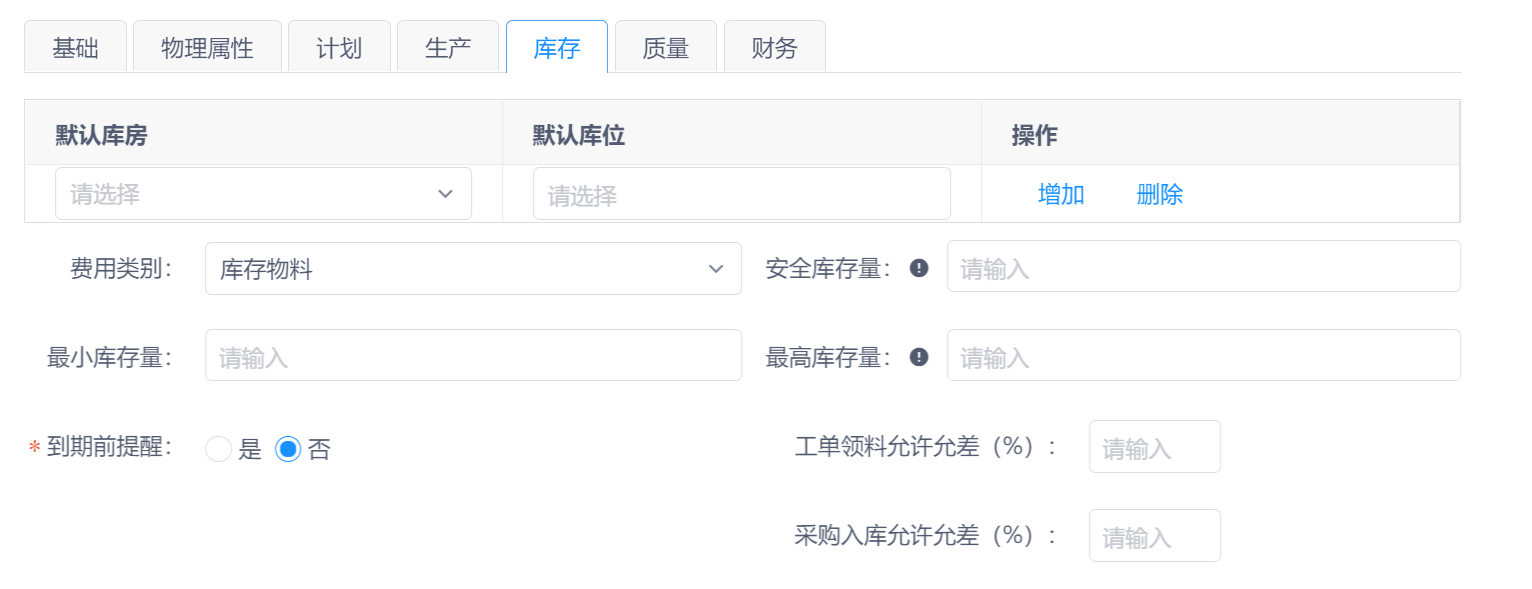 基础 物理属性 计划 生产 库存 质量 财务
默认库房 默认库位 操作
请选择 请选择 增加 删除
费用类别： 库存物料 安全库存量： 请输入
最小库存量： 请输入 最高库存量： 请输入
*到期前提醒： 是 否 工单领料允许允差（%）： 请输入
采购入库允许允差（%）： 请输入